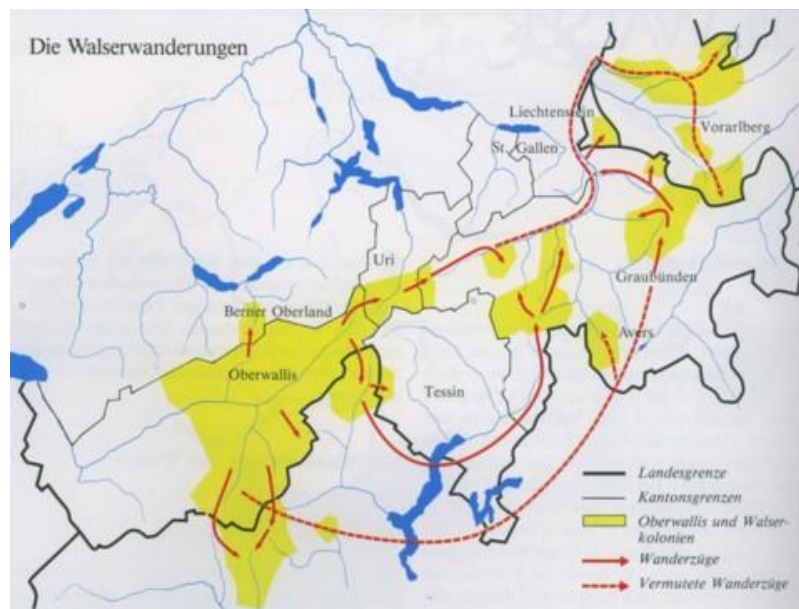 Die Walserwanderungen
Liechtenstein
St. Gallen
Vorarlberg
Uri
Graubünden
Berner Oberland
Avers
Oberwallis
Tessin
Landesgrenze
Kantonsgrenzen
Oberwallis und Walser-
kolonien
Wanderzüge
Vermutete Wanderzüge